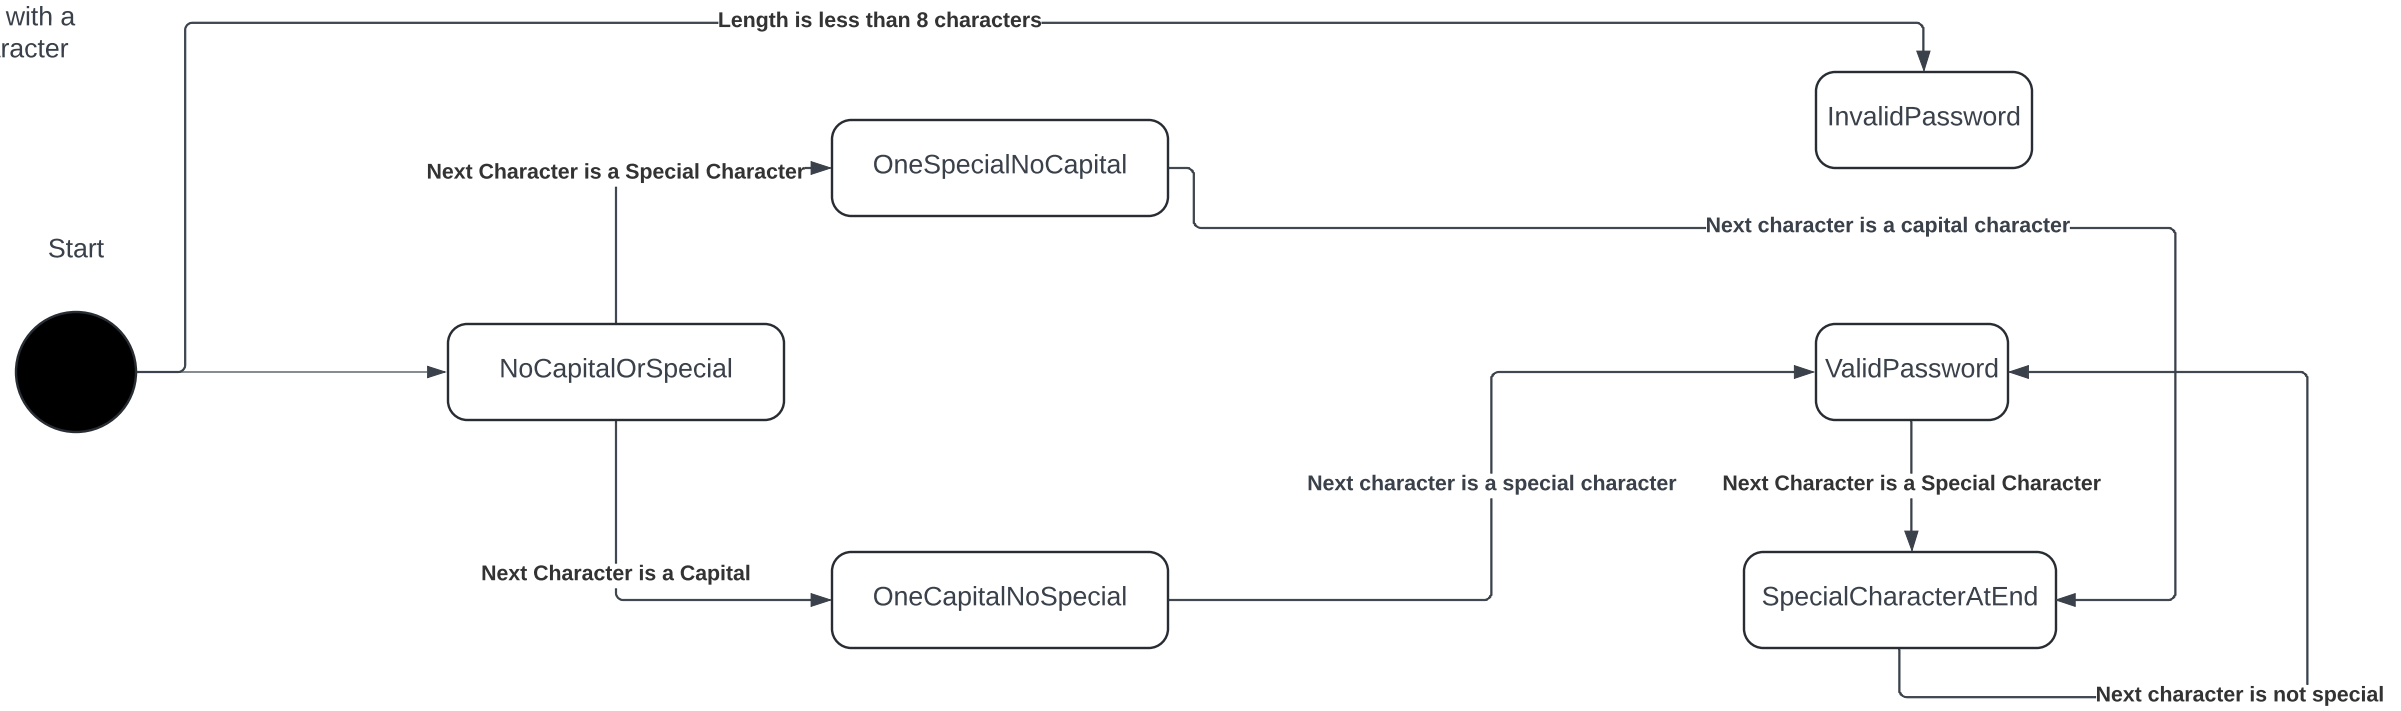 with a
Length is less than 8 characters
InvalidPassword
Next Character is a Special Character
OneSpecialNoCapital
Next character is a capital character
Start
NoCapitalOrSpecial
ValidPassword
Next character is a special character
Next Character is a Special Character
Next Character is a Capital
OneCapitalNoSpecial
SpecialCharacterAtEnd
Next character is not special